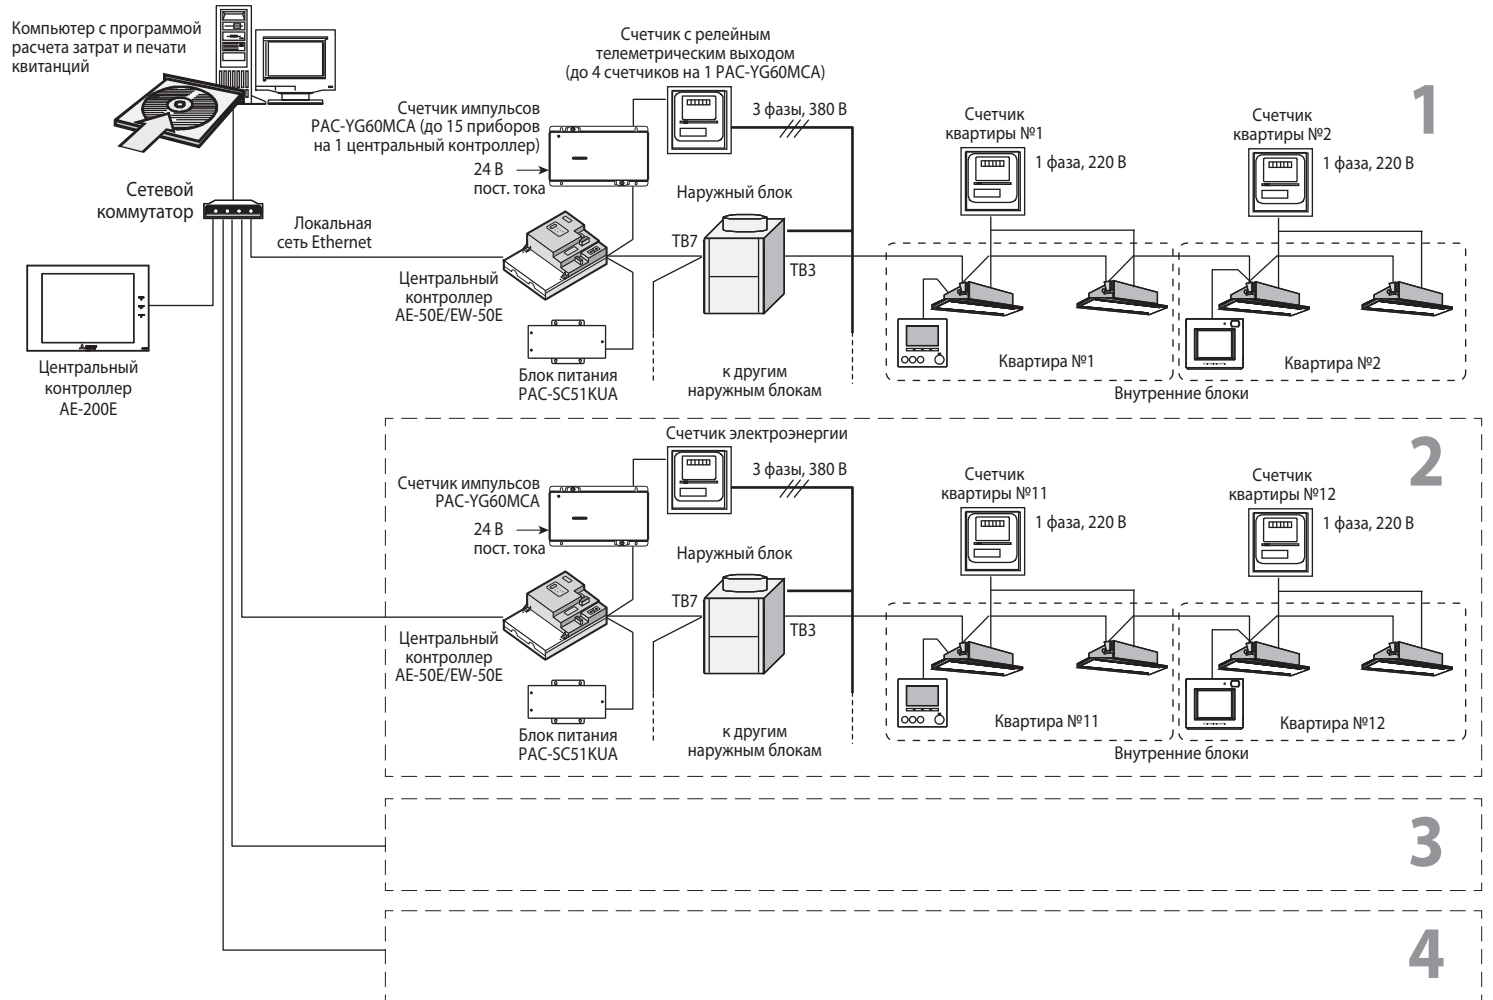 Компьютер с программой
расчета затрат и печати
квитанций
Счетчик с релейным
телеметрическим выходом
(до 4 счетчиков на 1 PAC-YG60MCA)
Счетчик импульсов
PAC-YG60MCA (до 15 приборов
на 1 центральный контроллер)
24 В
пост. тока
3 фазы, 380 В
Счетчик
квартиры №1
1 фаза, 220 В
Счетчик
квартиры №2
1 фаза, 220 В
1
Сетевой
коммутатор
Локальная
сеть Ethernet
Наружный блок
TB7
TB3
Центральный
контроллер
AE-50E/EW-50E
Блок питания
PAC-SC51KUA
к другим
наружным блокам
Квартира №1
Квартира №2
Внутренние блоки
Центральный
контроллер
AE-200E
Счетчик электроэнергии
2
Счетчик импульсов
PAC-YG60MCA
24 В
пост. тока
3 фазы, 380 В
Счетчик
квартиры №11
1 фаза, 220 В
Счетчик
квартиры №12
1 фаза, 220 В
Наружный блок
TB7
TB3
Центральный
контроллер
AE-50E/EW-50E
Блок питания
PAC-SC51KUA
к другим
наружным блокам
Квартира №11
Квартира №12
Внутренние блоки
3
4